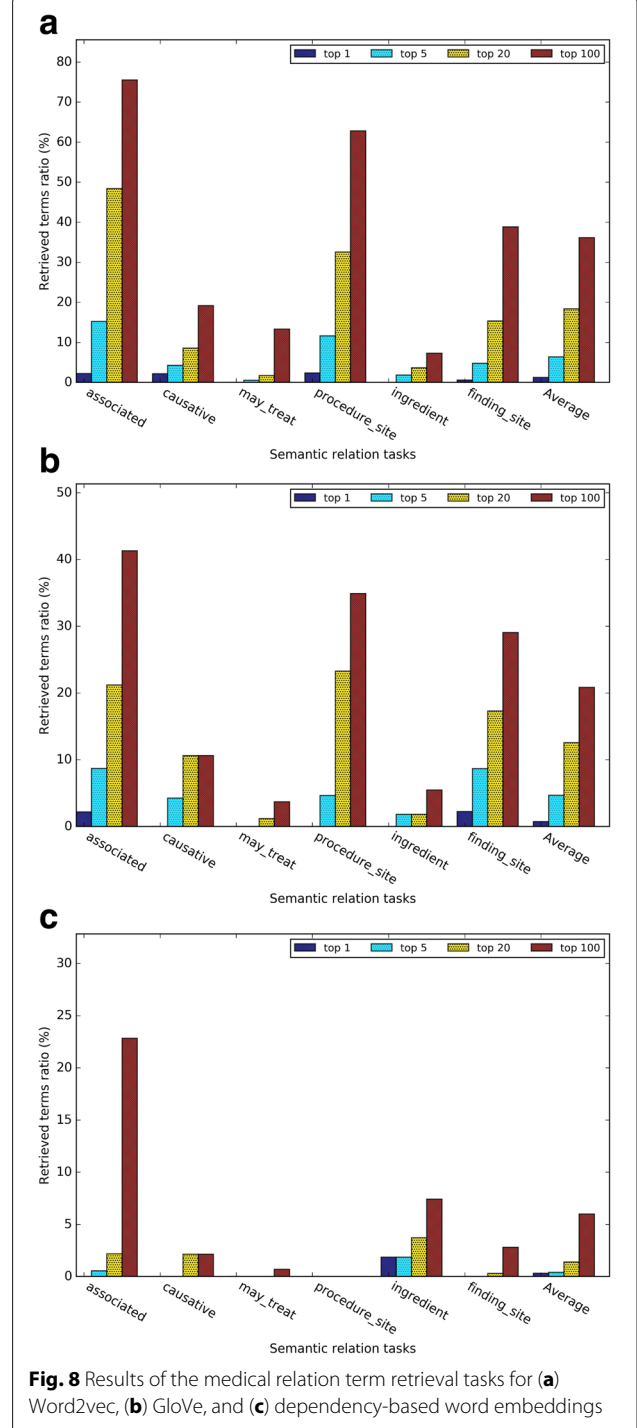 a
top 1 top 5 top 20 top 100
80
70
60
50
40
30
20
10
0
Retrieved terms ratio (%)
associated causative may_treat procedure_site ingredient finding_site Average
Semantic relation tasks
b
top 1 top 5 top 20 top 100
50
40
30
20
10
0
Retrieved terms ratio (%)
associated causative may_treat procedure_site ingredient finding_site Average
Semantic relation tasks
c
top 1 top 5 top 20 top 100
30
25
20
15
10
5
0
Retrieved terms ratio (%)
associated causative may_treat procedure_site ingredient finding_site Average
Semantic relation tasks
Fig. 8 Results of the medical relation term retrieval tasks for (a)
Word2vec, (b) GloVe, and (c) dependency-based word embeddings